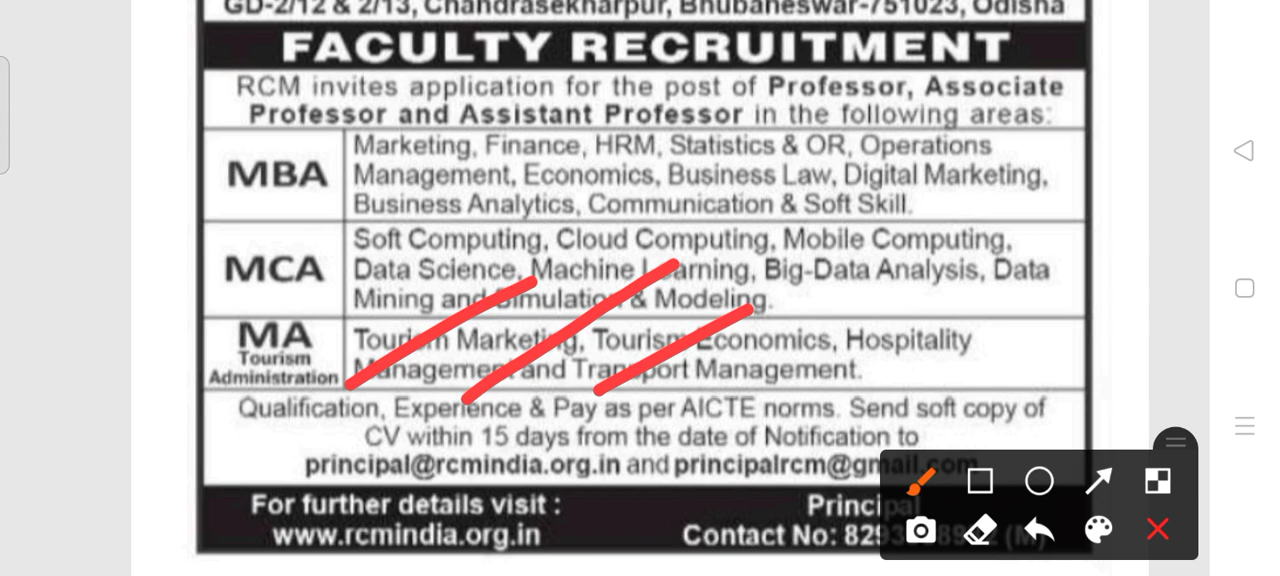 GD-2/12 & 2/13, Chandrasekharpur, Bhubaneswar-751023, Odisha
FACULTY RECRUITMENT
RCM invites application for the post of Professor, Associate
Professor and Assistant Professor in the following areas:
MBA
Marketing, Finance, HRM, Statistics & OR, Operations
Management, Economics, Business Law, Digital Marketing,
Business Analytics, Communication & Soft Skill.
MCA
Soft Computing, Cloud Computing, Mobile Computing,
Data Science, Machine Learning, Big-Data Analysis, Data
Mining and Simulation & Modeling.
MA
Tourism
Administration
Tourism Marketing, Tourism Economics, Hospitality
Management and Transport Management.
Qualification, Experience & Pay as per AICTE norms. Send soft copy of
CV within 15 days from the date of Notification to
principal@rcmindia.org.in and principalrcm@gmail.com
For further details visit :
www.rcmindia.org.in
Principal
Contact No: